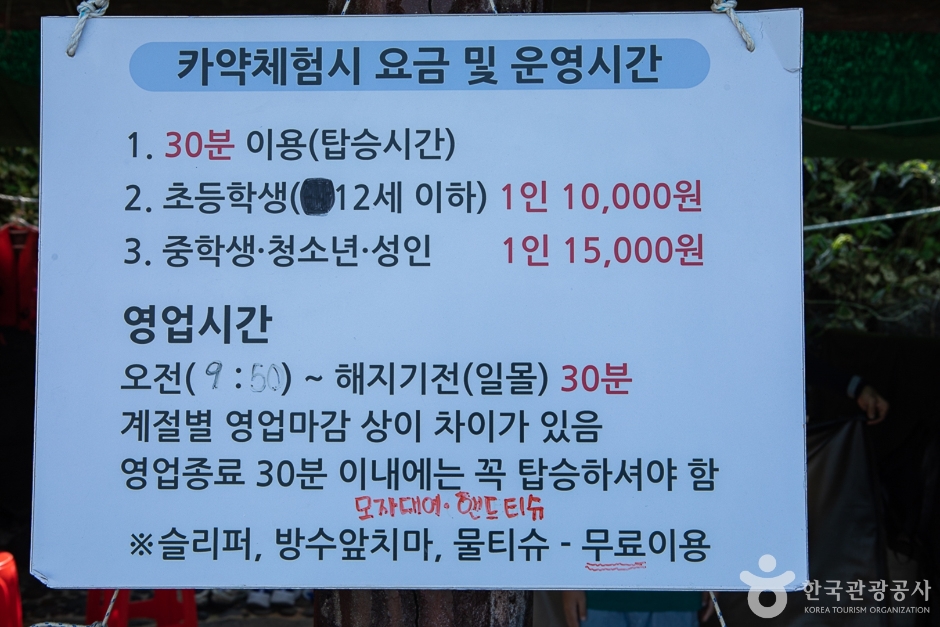 카약체험시 요금 및 운영시간
1. 30분 이용(탑승시간)
2. 초등학생( 12세 이하) 1인 10,000원
3. 중학생·청소년·성인 1인 15,000원
영업시간
오전( 9 : 50) ~ 해지기전(일몰) 30분
계절별 영업마감 상이 차이가 있음
영업종료 30분 이내에는 꼭 탑승하셔야 함
모자대여· 핸드티슈
※슬리퍼, 방수앞치마, 물티슈 - 무료이용
한국관광공사
KOREA TOURISM ORGANIZATION